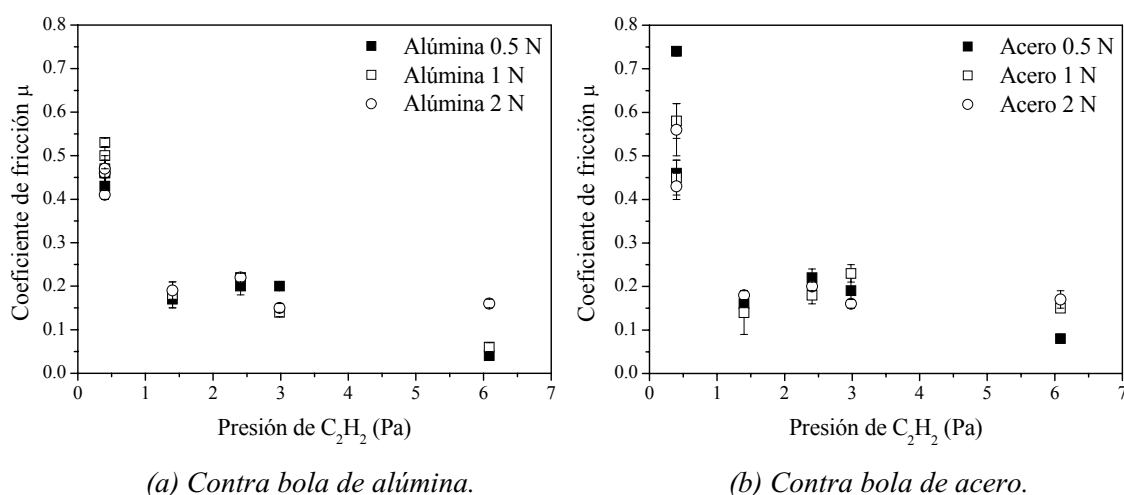 0.8
0.7
0.6
0.5
0.4
0.3
0.2
0.1
0.0
Coeficiente de fricción μ
Alúmina 0.5 N
Alúmina 1 N
Alúmina 2 N
0 1 2 3 4 5 6 7
Presión de C₂H₂ (Pa)
(a) Contra bola de alúmina.
0.8
0.7
0.6
0.5
0.4
0.3
0.2
0.1
0.0
Coeficiente de fricción μ
Acero 0.5 N
Acero 1 N
Acero 2 N
0 1 2 3 4 5 6 7
Presión de C₂H₂ (Pa)
(b) Contra bola de acero.